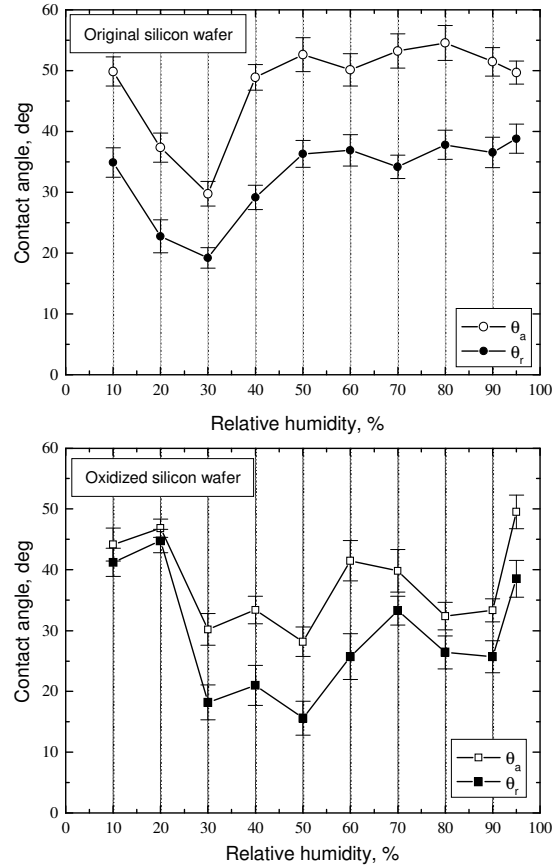 60
Original silicon wafer
50
40
30
20
10
0
Contact angle, deg
θa
θr
0 10 20 30 40 50 60 70 80 90 100
Relative humidity, %
60
Oxidized silicon wafer
50
40
30
20
10
0
Contact angle, deg
θa
θr
0 10 20 30 40 50 60 70 80 90 100
Relative humidity, %